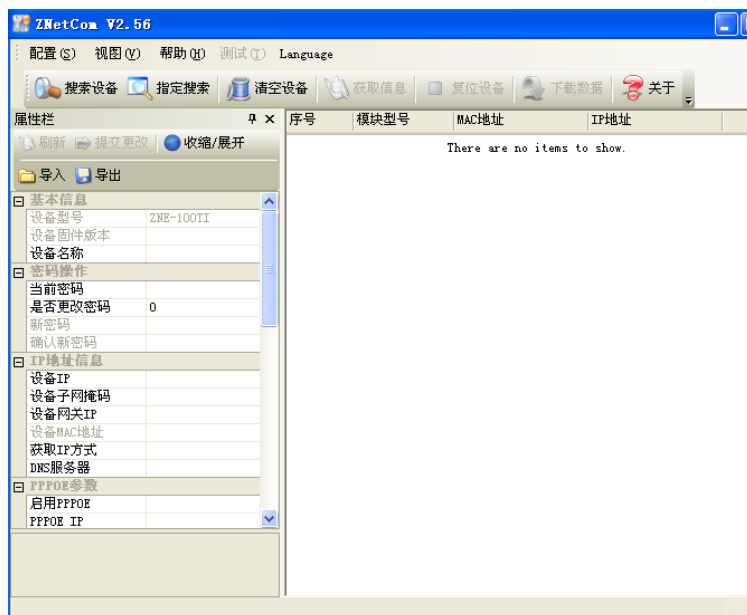 ZNetCom V2.56
配置(S) 视图(V) 帮助(H) 测试(T) Language
搜索设备 指定搜索 清空设备 获取信息 复位设备 下载数据 关于
属性栏
刷新 提交更改 收缩/展开
导入 导出
基本信息
设备型号 ZNE-100TI
设备固件版本
设备名称
密码操作
当前密码
是否更改密码 0
新密码
确认新密码
IP地址信息
设备IP
设备子网掩码
设备网关IP
设备MAC地址
获取IP方式
DNS服务器
PPPOE参数
启用PPPOE
PPPOE IP
序号 模块型号 MAC地址 IP地址
There are no items to show.